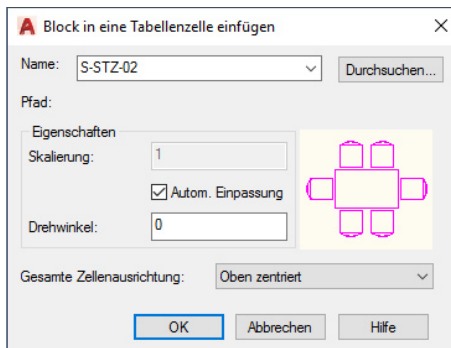 Block in eine Tabellenzelle einfügen
Name: S-STZ-02 Durchsuchen...
Pfad:
Eigenschaften
Skalierung: 1
Autom. Einpassung
Drehwinkel: 0
Gesamte Zellenausrichtung: Oben zentriert
OK Abbrechen Hilfe